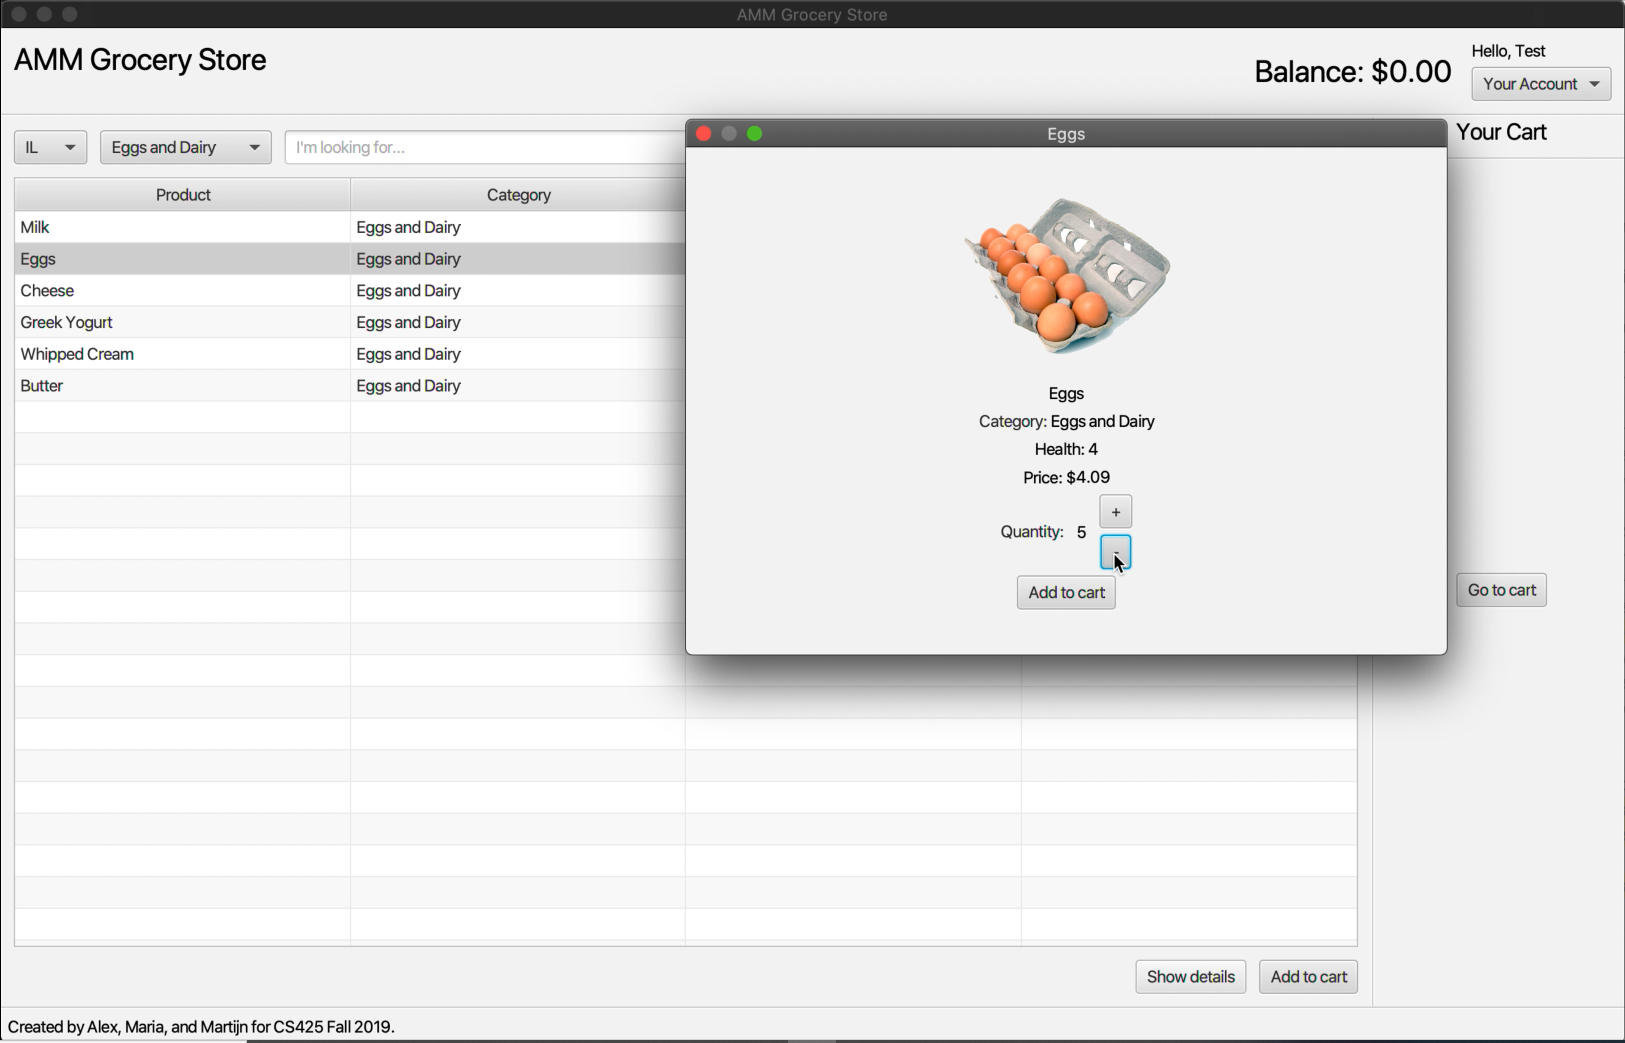 AMM Grocery Store
AMM Grocery Store
Balance: $0.00
Hello, Test
Your Account
IL
Eggs and Dairy
I'm looking for...
Product
Category
Milk
Eggs and Dairy
Eggs
Eggs and Dairy
Cheese
Eggs and Dairy
Greek Yogurt
Eggs and Dairy
Whipped Cream
Eggs and Dairy
Butter
Eggs and Dairy
Eggs
Eggs
Category: Eggs and Dairy
Health: 4
Price: $4.09
+
Quantity: 5
-
Add to cart
Your Cart
Go to cart
Show details
Add to cart
Created by Alex, Maria, and Martijn for CS425 Fall 2019.